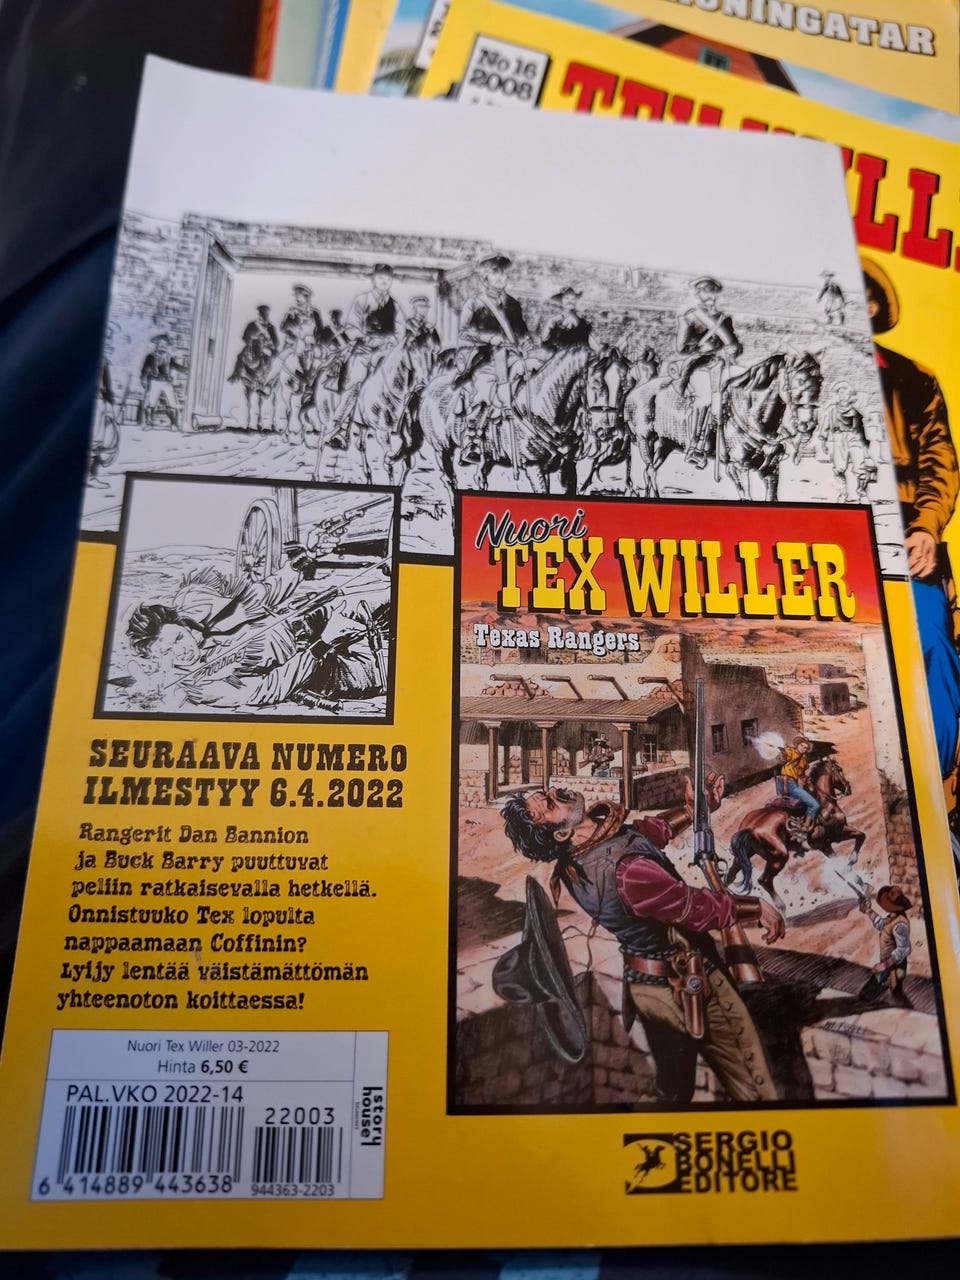 NINGATAR
No 16
2008
TEX WILL
Nuori
TEX WILLER
Texas Rangers
SEURAAVA NUMERO
ILMESTYY 6.4.2022
Rangerit Dan Bannion
ja Buck Barry puuttuvat
peliin ratkaisevalla hetkellä.
Onnistuuko Tex lopulta
nappaamaan Coffinin?
Lyijy lentää väistämättömän
yhteenoton koittaessa!
Nuori Tex Willer 03-2022
Hinta 6,50 €
PAL.VKO 2022-14
22003
6 414889 443638
944363-2203
story
house
SERGIO
BONELLI
EDITORE